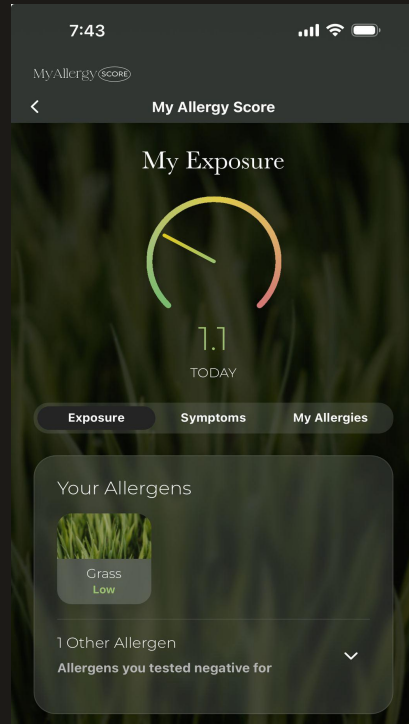 7:43
MyAllergy SCORE
My Allergy Score
My Exposure
1.1
TODAY
Exposure Symptoms My Allergies
Your Allergens
Grass
Low
1 Other Allergen
Allergens you tested negative for